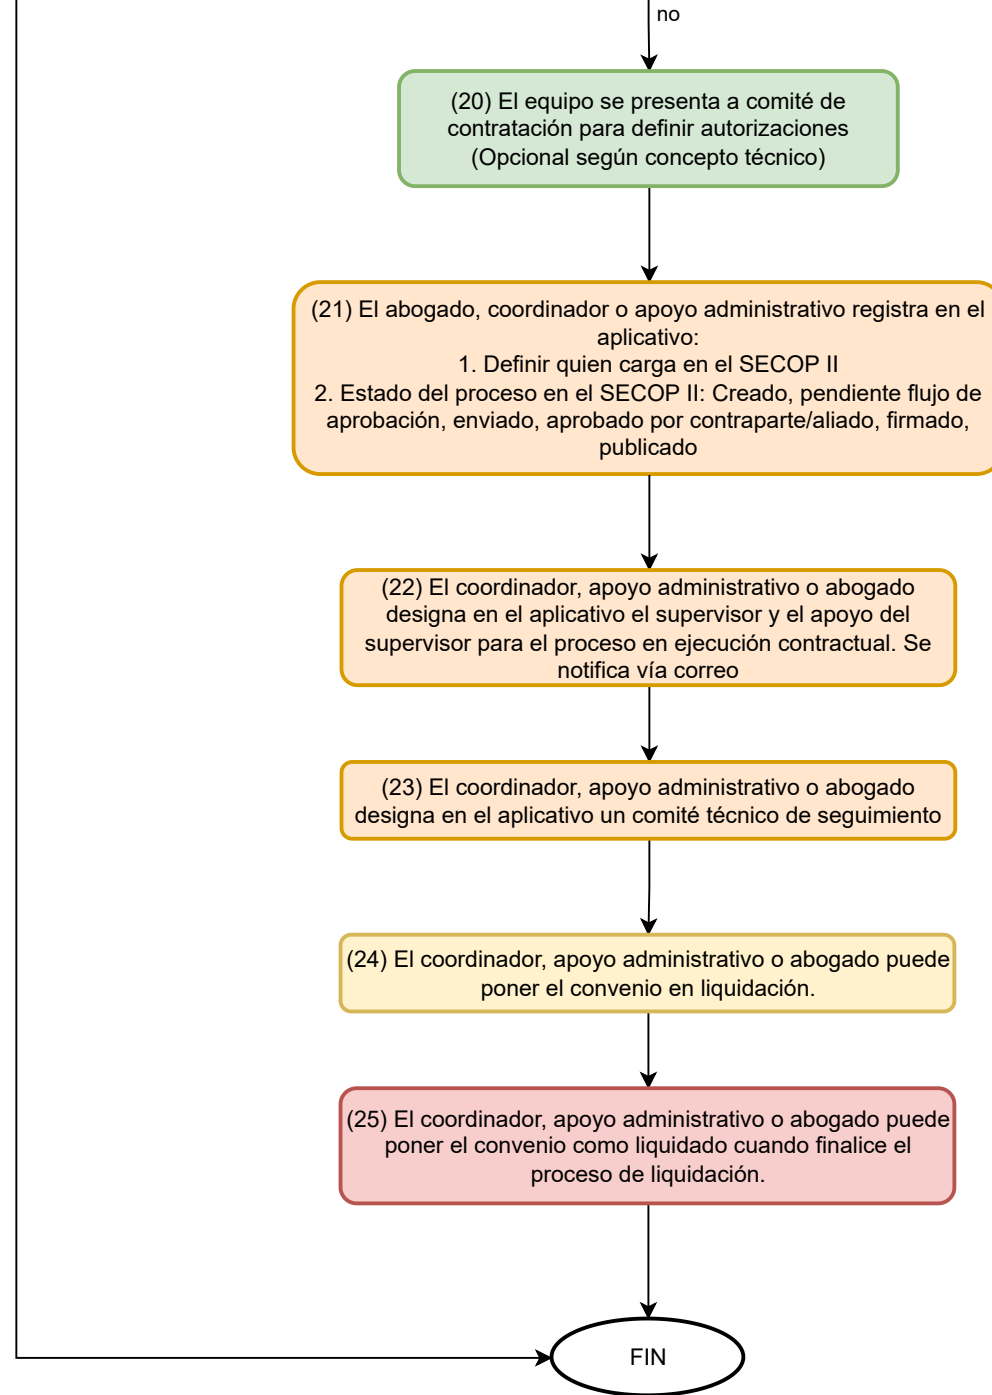 no
(20) El equipo se presenta a comité de
contratación para definir autorizaciones
(Opcional según concepto técnico)
(21) El abogado, coordinador o apoyo administrativo registra en el
aplicativo:
1. Definir quien carga en el SECOP II
2. Estado del proceso en el SECOP II: Creado, pendiente flujo de
aprobación, enviado, aprobado por contraparte/aliado, firmado,
publicado
(22) El coordinador, apoyo administrativo o abogado
designa en el aplicativo el supervisor y el apoyo del
supervisor para el proceso en ejecución contractual. Se
notifica vía correo
(23) El coordinador, apoyo administrativo o abogado
designa en el aplicativo un comité técnico de seguimiento
(24) El coordinador, apoyo administrativo o abogado puede
poner el convenio en liquidación.
(25) El coordinador, apoyo administrativo o abogado puede
poner el convenio como liquidado cuando finalice el
proceso de liquidación.
FIN